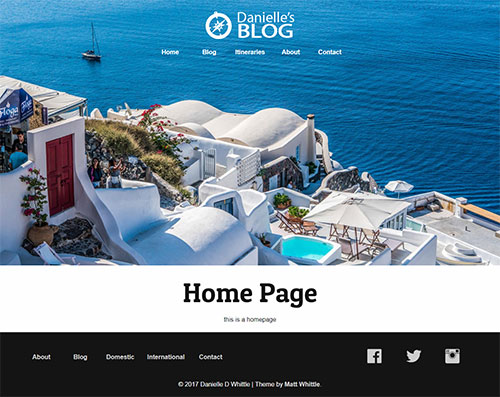 Danielle's
BLOG
Home Blog Itineraries About Contact
Home Page
this is a homepage
About Blog Domestic International Contact
© 2017 Danielle D Whittle | Theme by Matt Whittle.